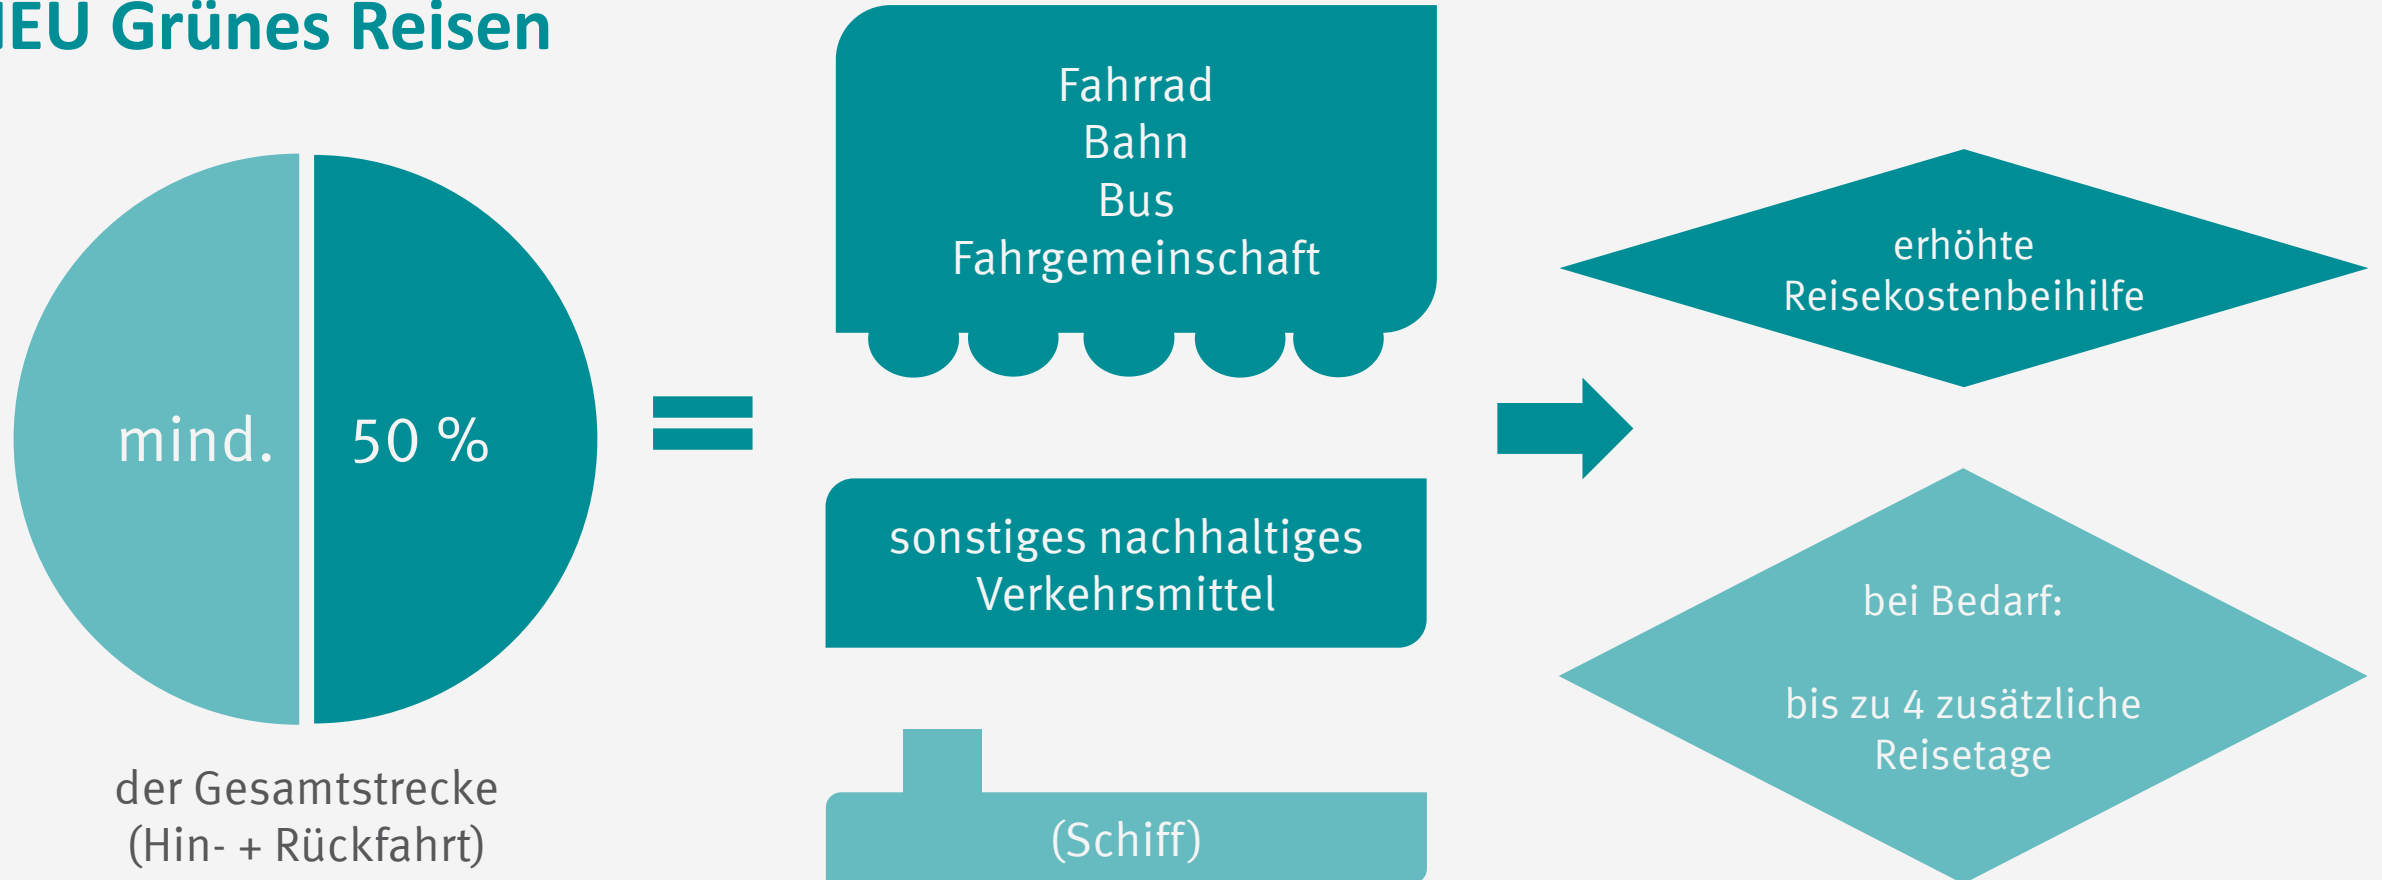 NEU Grünes Reisen
mind. 50 %
der Gesamtstrecke
(Hin- + Rückfahrt)
Fahrrad
Bahn
Bus
Fahrgemeinschaft
sonstiges nachhaltiges
Verkehrsmittel
(Schiff)
erhöhte
Reisekostenbeihilfe
bei Bedarf:
bis zu 4 zusätzliche
Reisetage